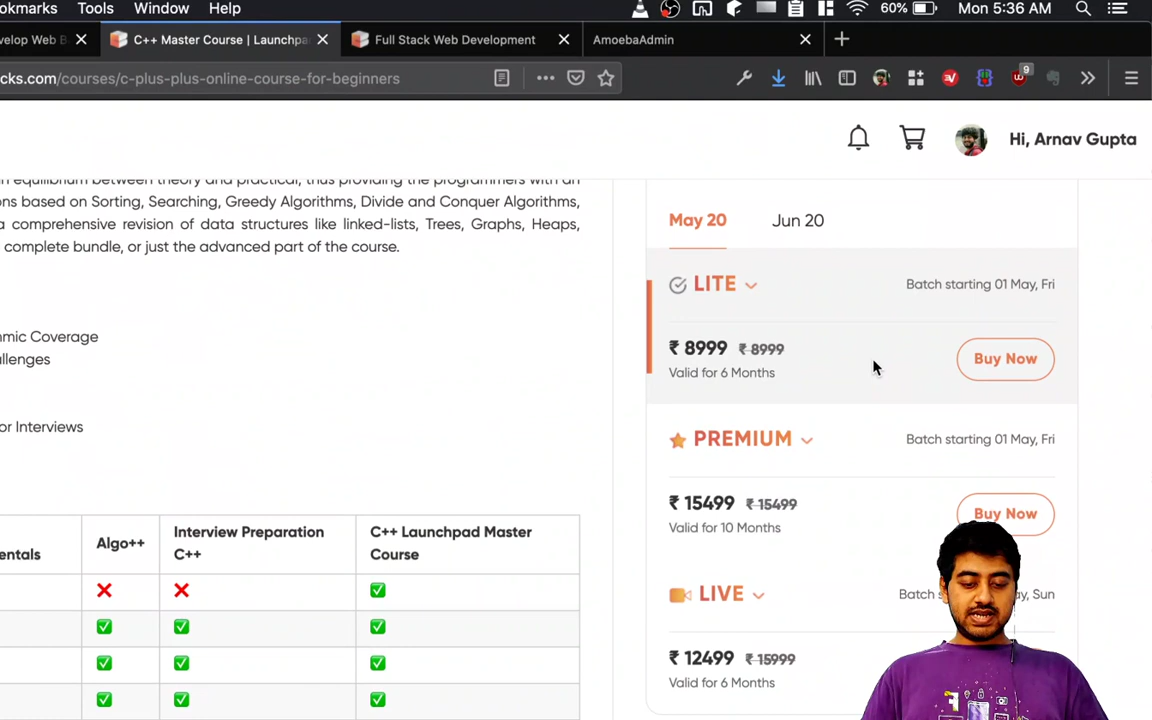 okmarks Tools Window Help 60% Mon 5:36 AM
velop Web B C++ Master Course | Launchpa Full Stack Web Development AmoebaAdmin
cks.com/courses/c-plus-plus-online-course-for-beginners
9
Hi, Arnav Gupta
n equilibrium between theory and practical, thus providing the programmers with an
ons based on Sorting, Searching, Greedy Algorithms, Divide and Conquer Algorithms,
a comprehensive revision of data structures like linked-lists, Trees, Graphs, Heaps,
complete bundle, or just the advanced part of the course.
hmic Coverage
allenges
or Interviews
entals
Algo++
Interview Preparation
C++
C++ Launchpad Master
Course
May 20 Jun 20
LITE Batch starting 01 May, Fri
₹ 8999 ₹ 8999
Valid for 6 Months
Buy Now
PREMIUM Batch starting 01 May, Fri
₹ 15499 ₹ 15499
Valid for 10 Months
Buy Now
LIVE Batch s ay, Sun
₹ 12499 ₹ 15999
Valid for 6 Months